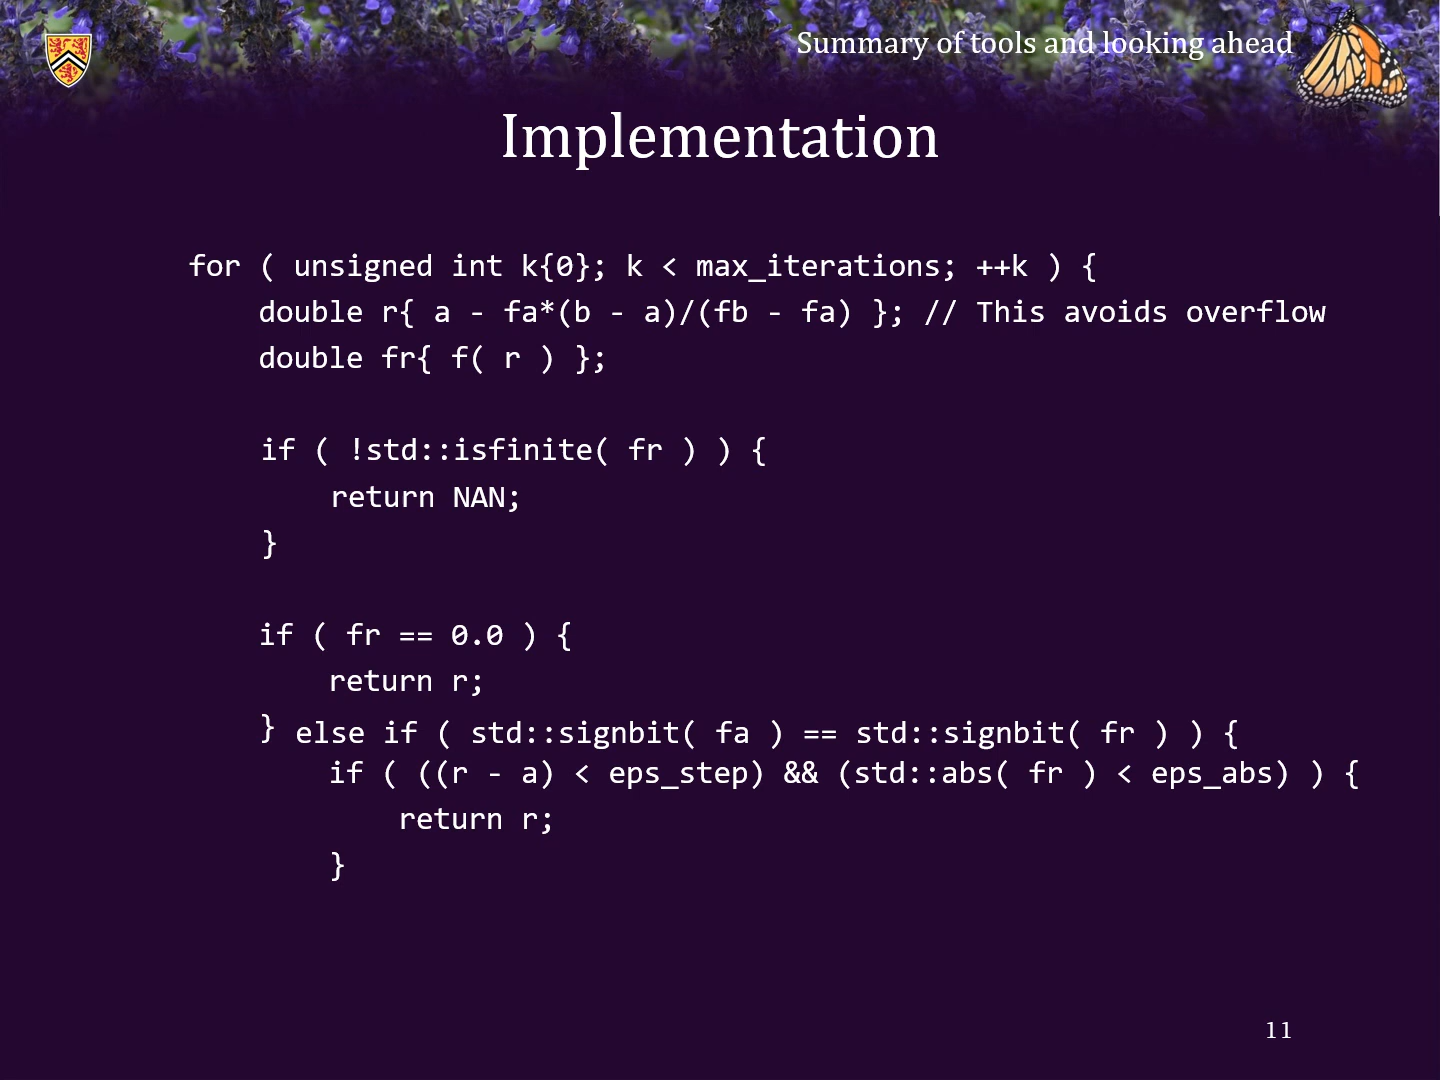 Summary of tools and looking ahead
Implementation
for ( unsigned int k{0}; k < max_iterations; ++k ) {
    double r{ a - fa*(b - a)/(fb - fa) }; // This avoids overflow
    double fr{ f( r ) };
    if ( !std::isfinite( fr ) ) {
        return NAN;
    }
    if ( fr == 0.0 ) {
        return r;
    } else if ( std::signbit( fa ) == std::signbit( fr ) ) {
        if ( ((r - a) < eps_step) && (std::abs( fr ) < eps_abs) ) {
            return r;
        }
11